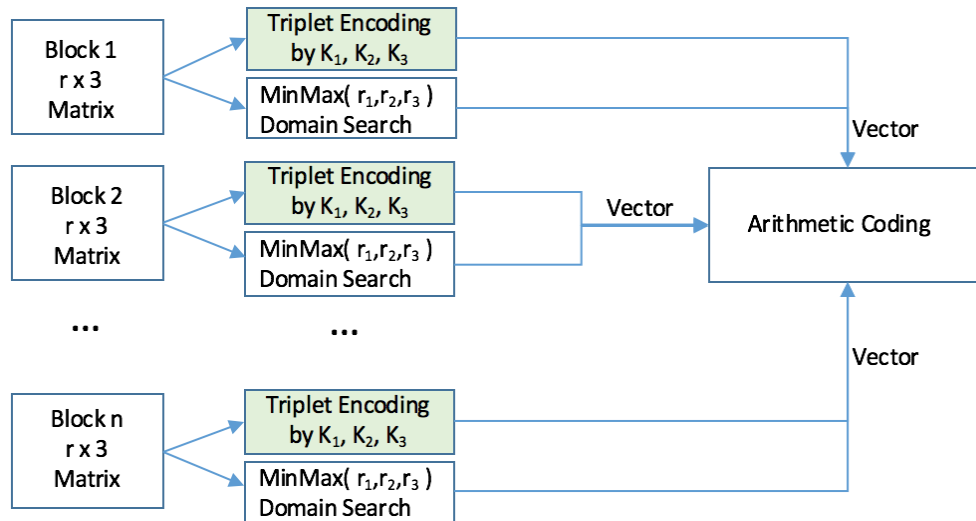 Block 1
r x 3
Matrix
Triplet Encoding
by K₁, K₂, K₃
MinMax( r₁,r₂,r₃ )
Domain Search
Vector
Block 2
r x 3
Matrix
Triplet Encoding
by K₁, K₂, K₃
MinMax( r₁,r₂,r₃ )
Domain Search
Vector
Arithmetic Coding
...
...
Vector
Block n
r x 3
Matrix
Triplet Encoding
by K₁, K₂, K₃
MinMax( r₁,r₂,r₃ )
Domain Search